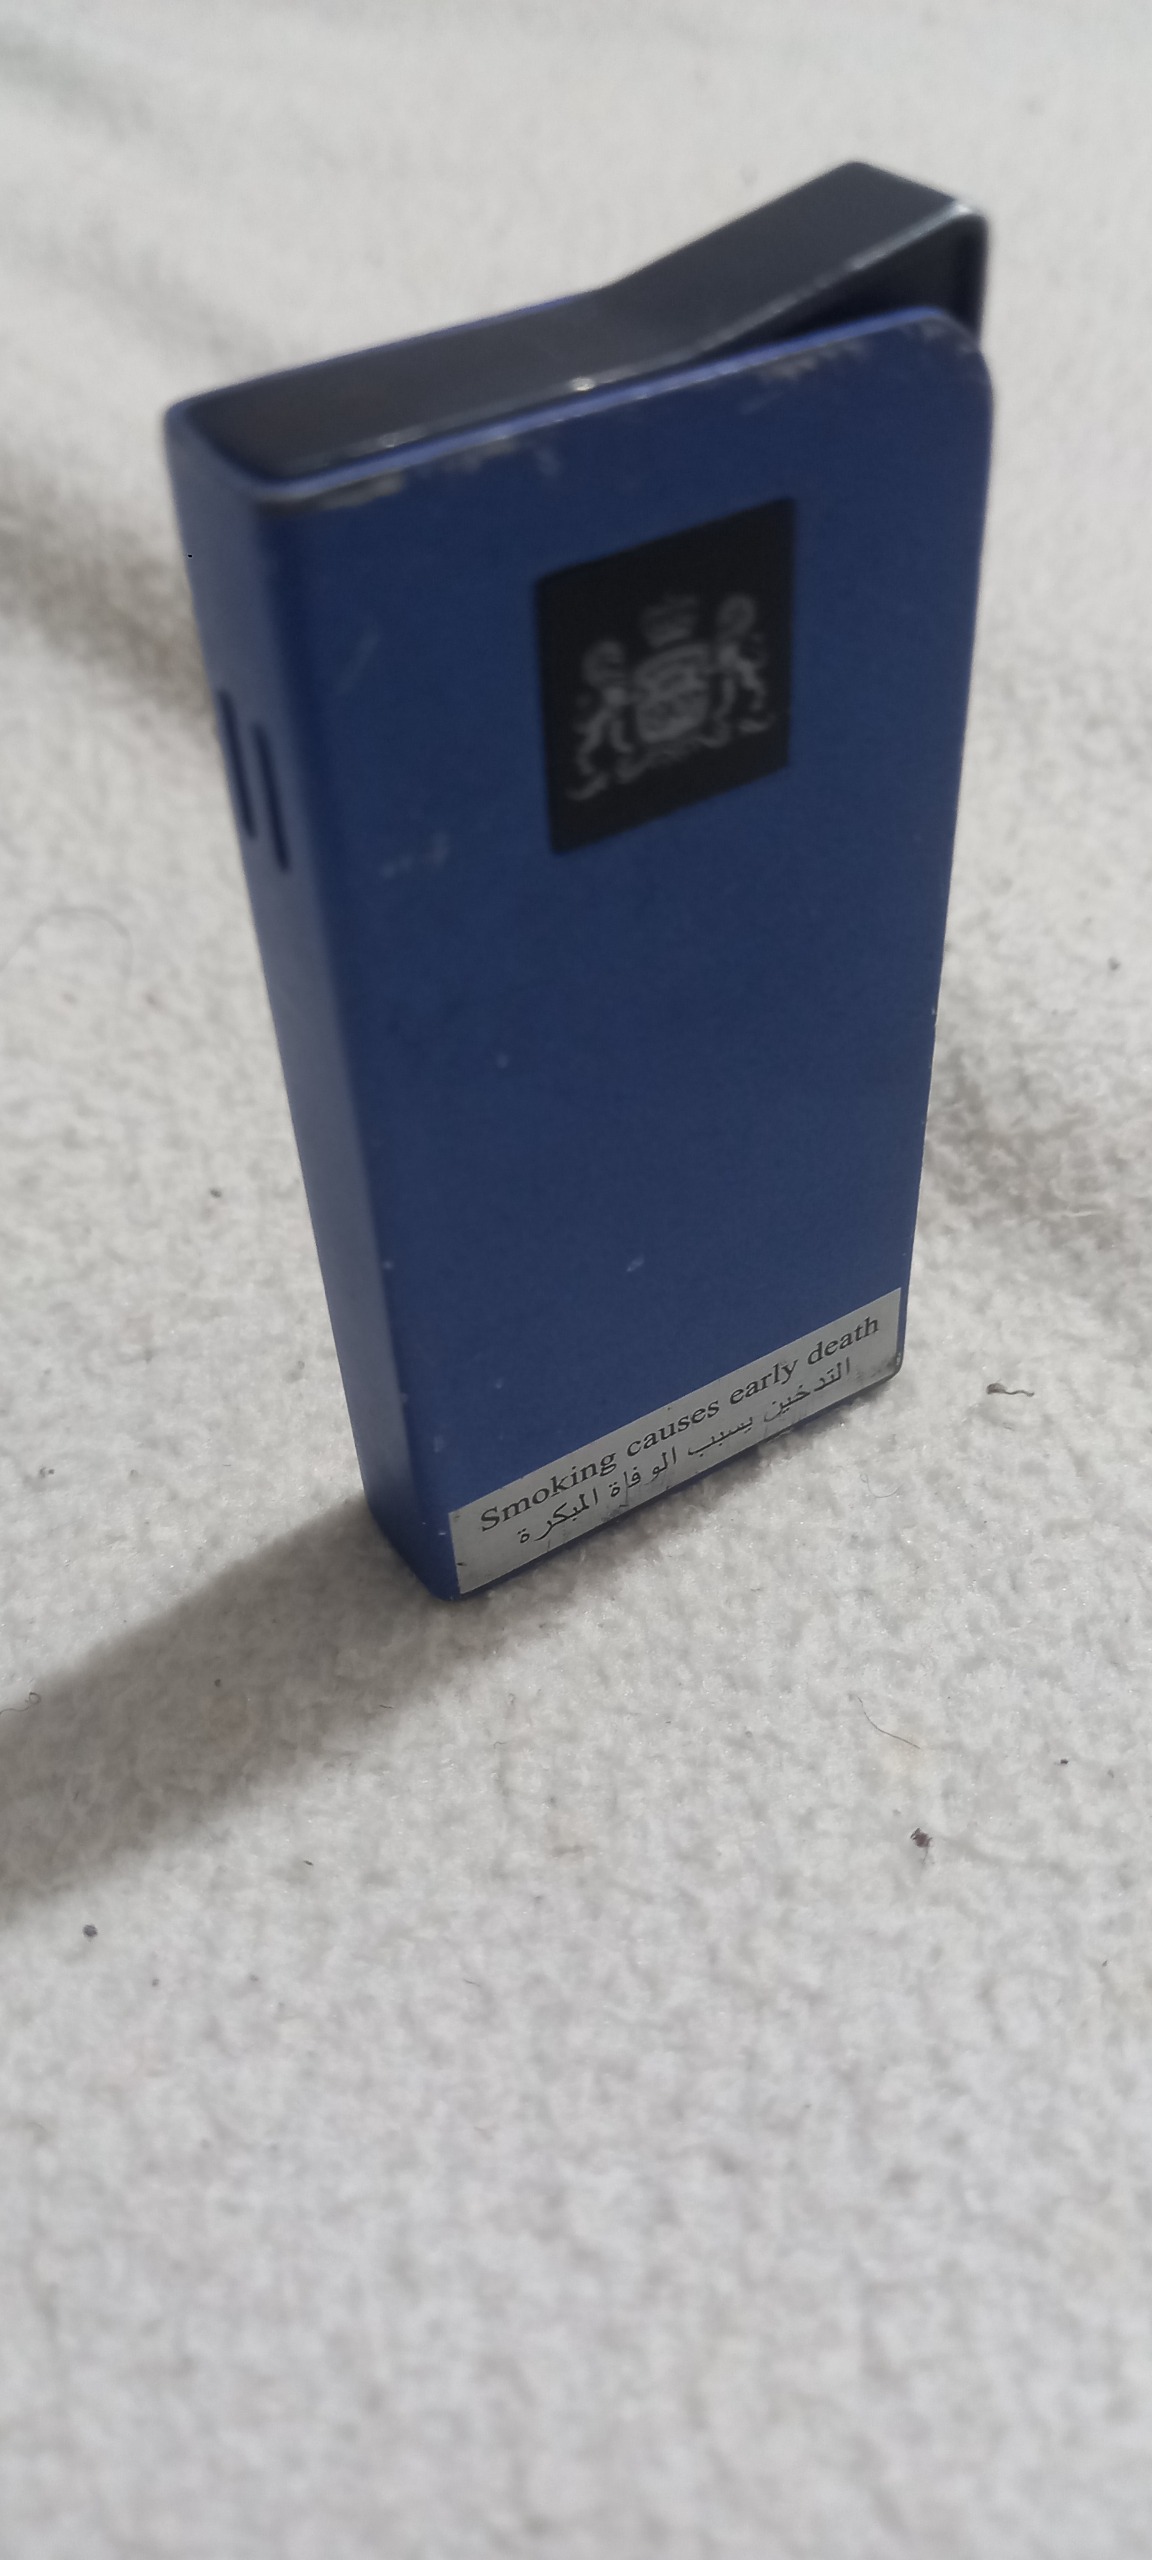 Smoking causes early death
التدخين يسبب الوفاة المبكرة